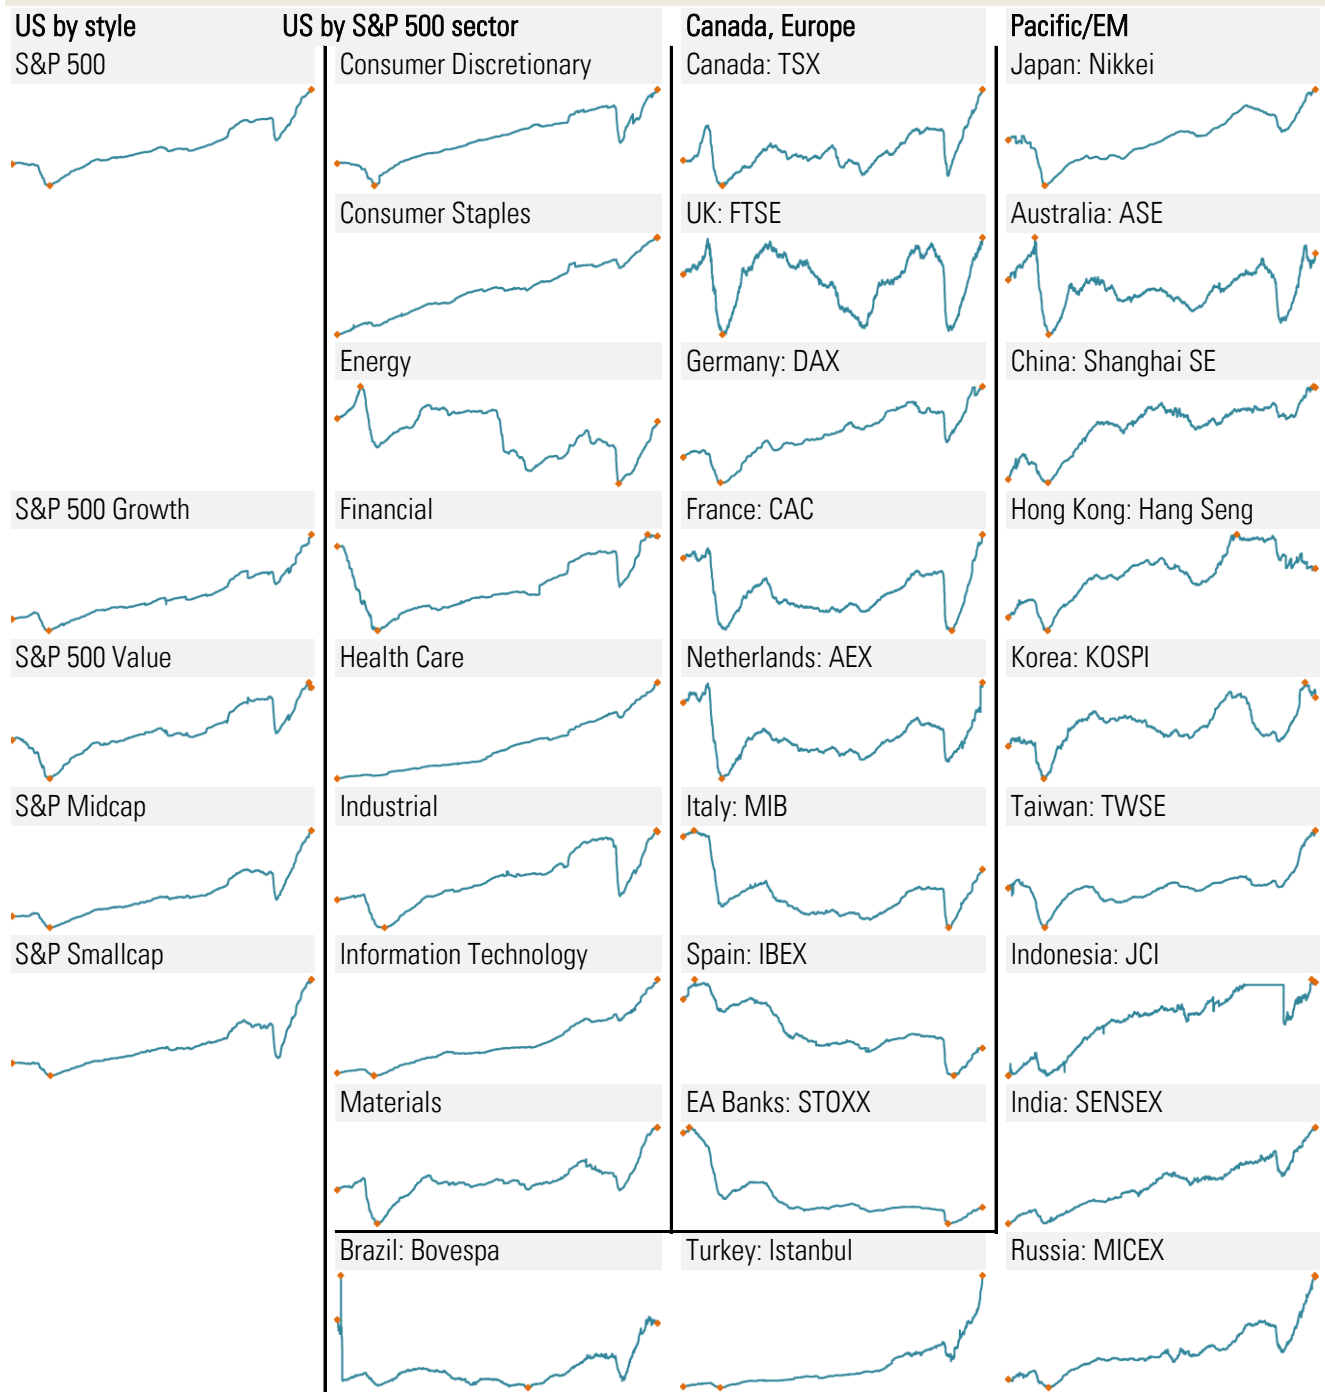 US by style US by S&P 500 sector Canada, Europe Pacific/EM
S&P 500 Consumer Discretionary Canada: TSX Japan: Nikkei
Consumer Staples UK: FTSE Australia: ASE
Energy Germany: DAX China: Shanghai SE
S&P 500 Growth Financial France: CAC Hong Kong: Hang Seng
S&P 500 Value Health Care Netherlands: AEX Korea: KOSPI
S&P Midcap Industrial Italy: MIB Taiwan: TWSE
S&P Smallcap Information Technology Spain: IBEX Indonesia: JCI
Materials EA Banks: STOXX India: SENSEX
Brazil: Bovespa Turkey: Istanbul Russia: MICEX